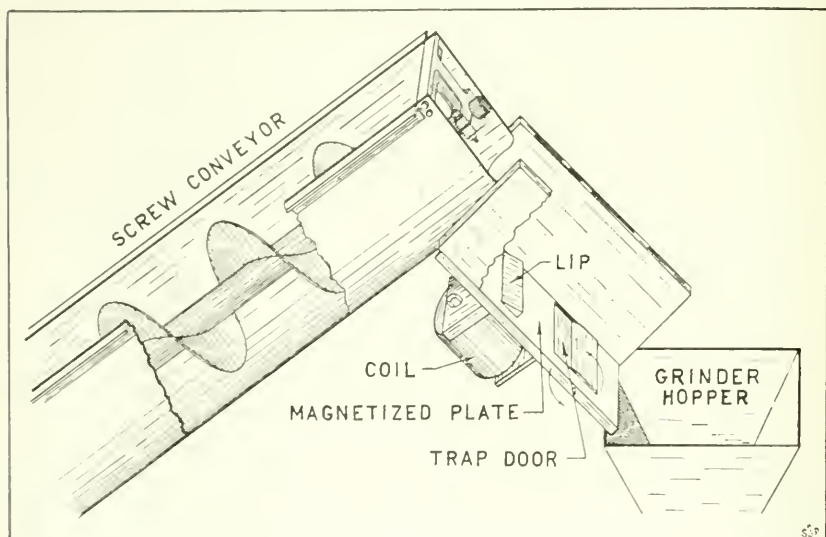 SCREW CONVEYOR
LIP
COIL
MAGNETIZED PLATE
TRAP DOOR
GRINDER
HOPPER